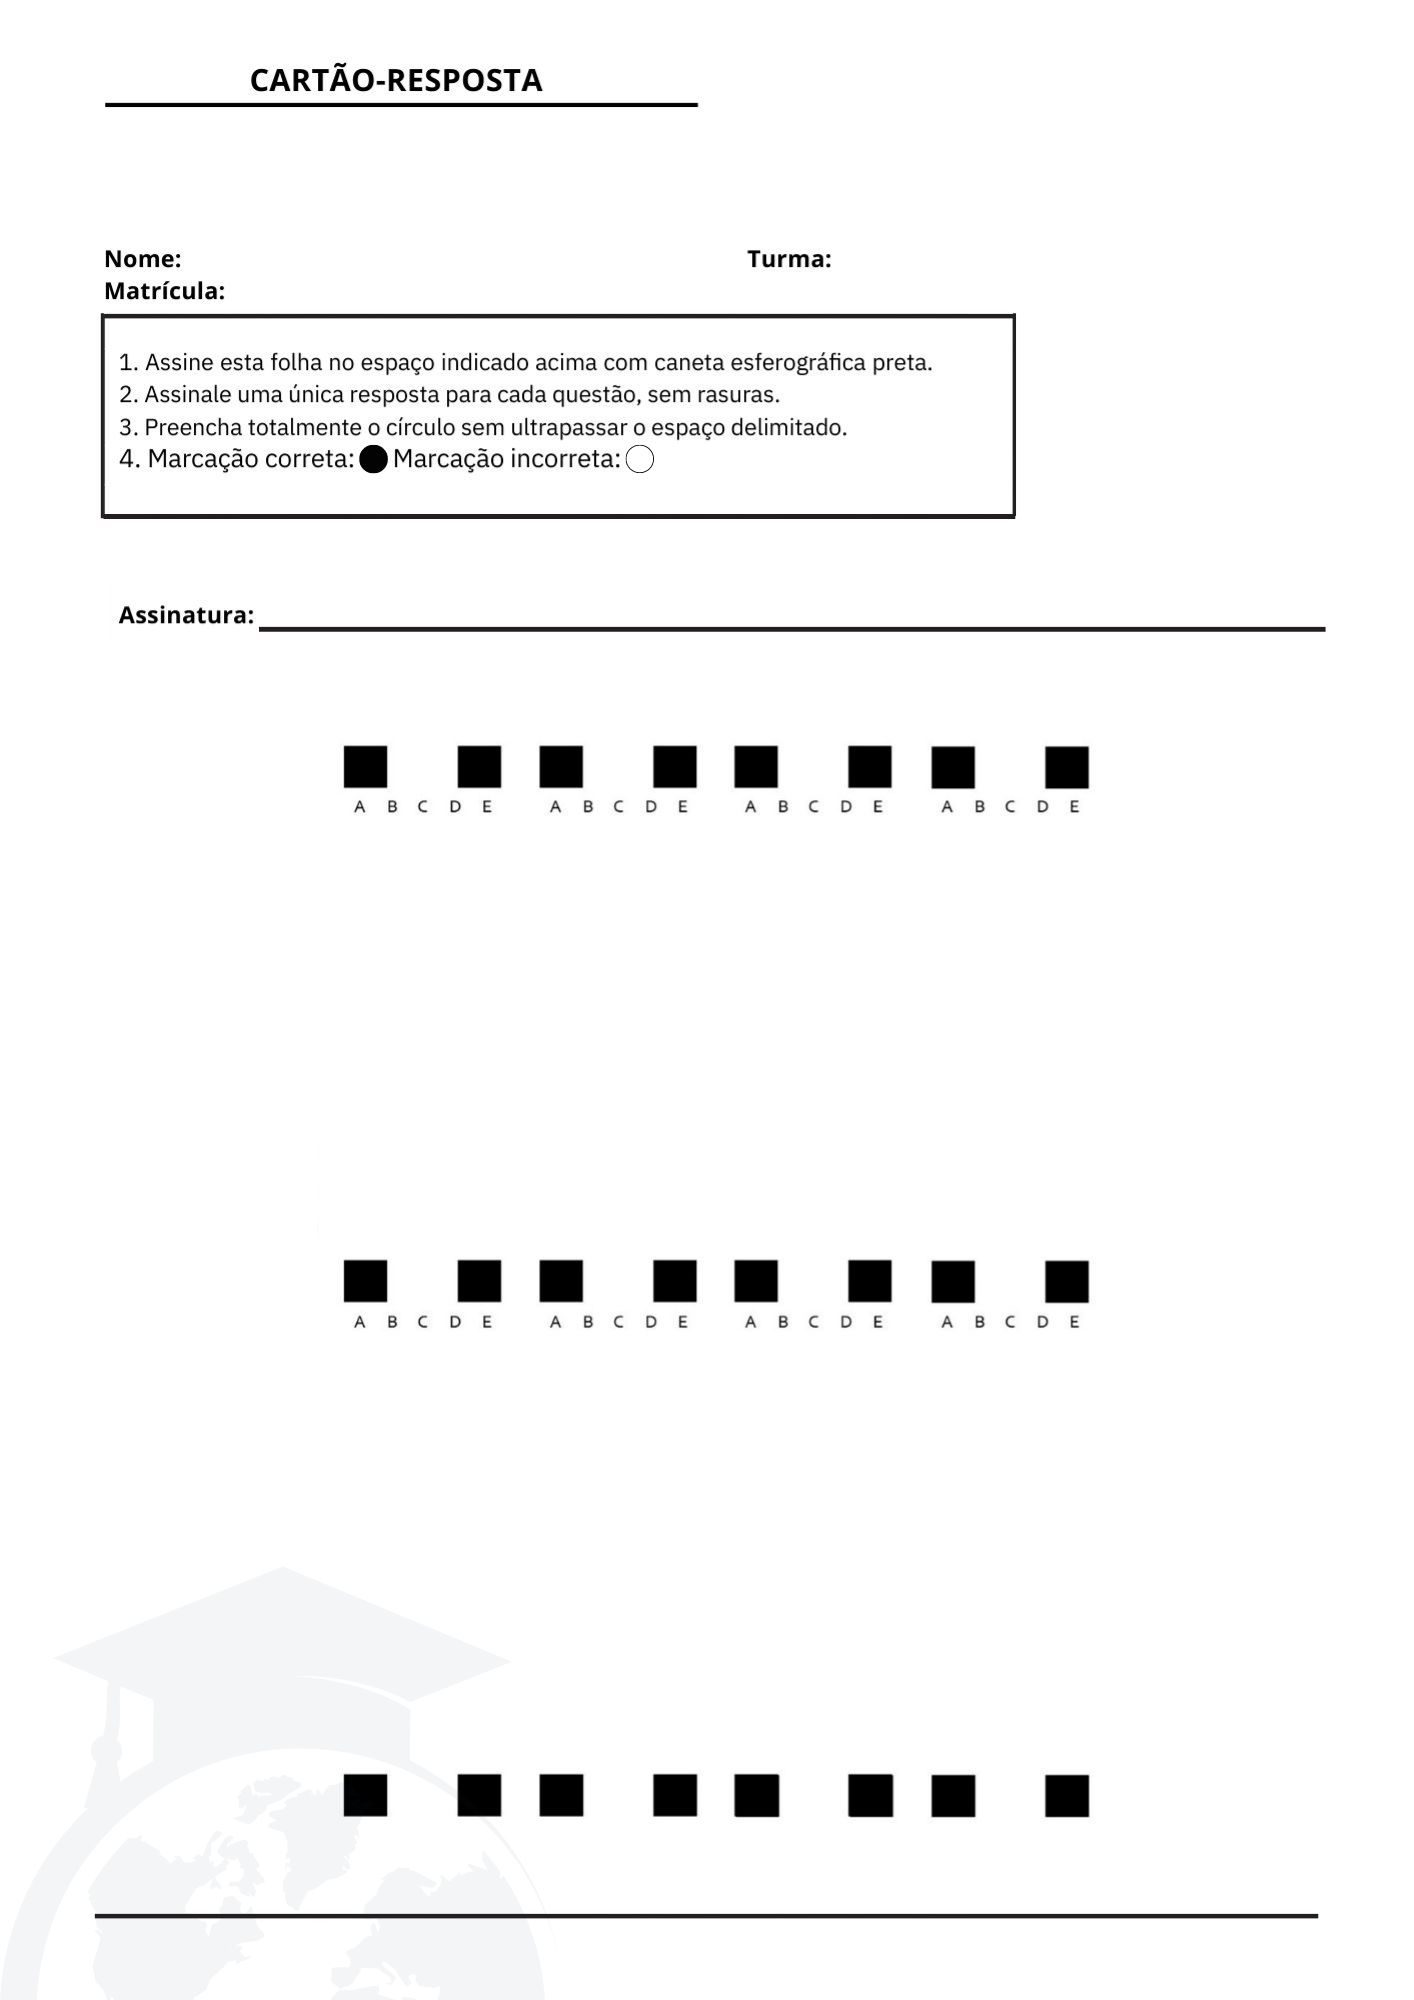 CARTÃO-RESPOSTA
Nome: Turma:
Matrícula:
1. Assine esta folha no espaço indicado acima com caneta esferográfica preta.
2. Assinale uma única resposta para cada questão, sem rasuras.
3. Preencha totalmente o círculo sem ultrapassar o espaço delimitado.
4. Marcação correta: Marcação incorreta:
Assinatura:
A B C D E A B C D E A B C D E A B C D E
A B C D E A B C D E A B C D E A B C D E